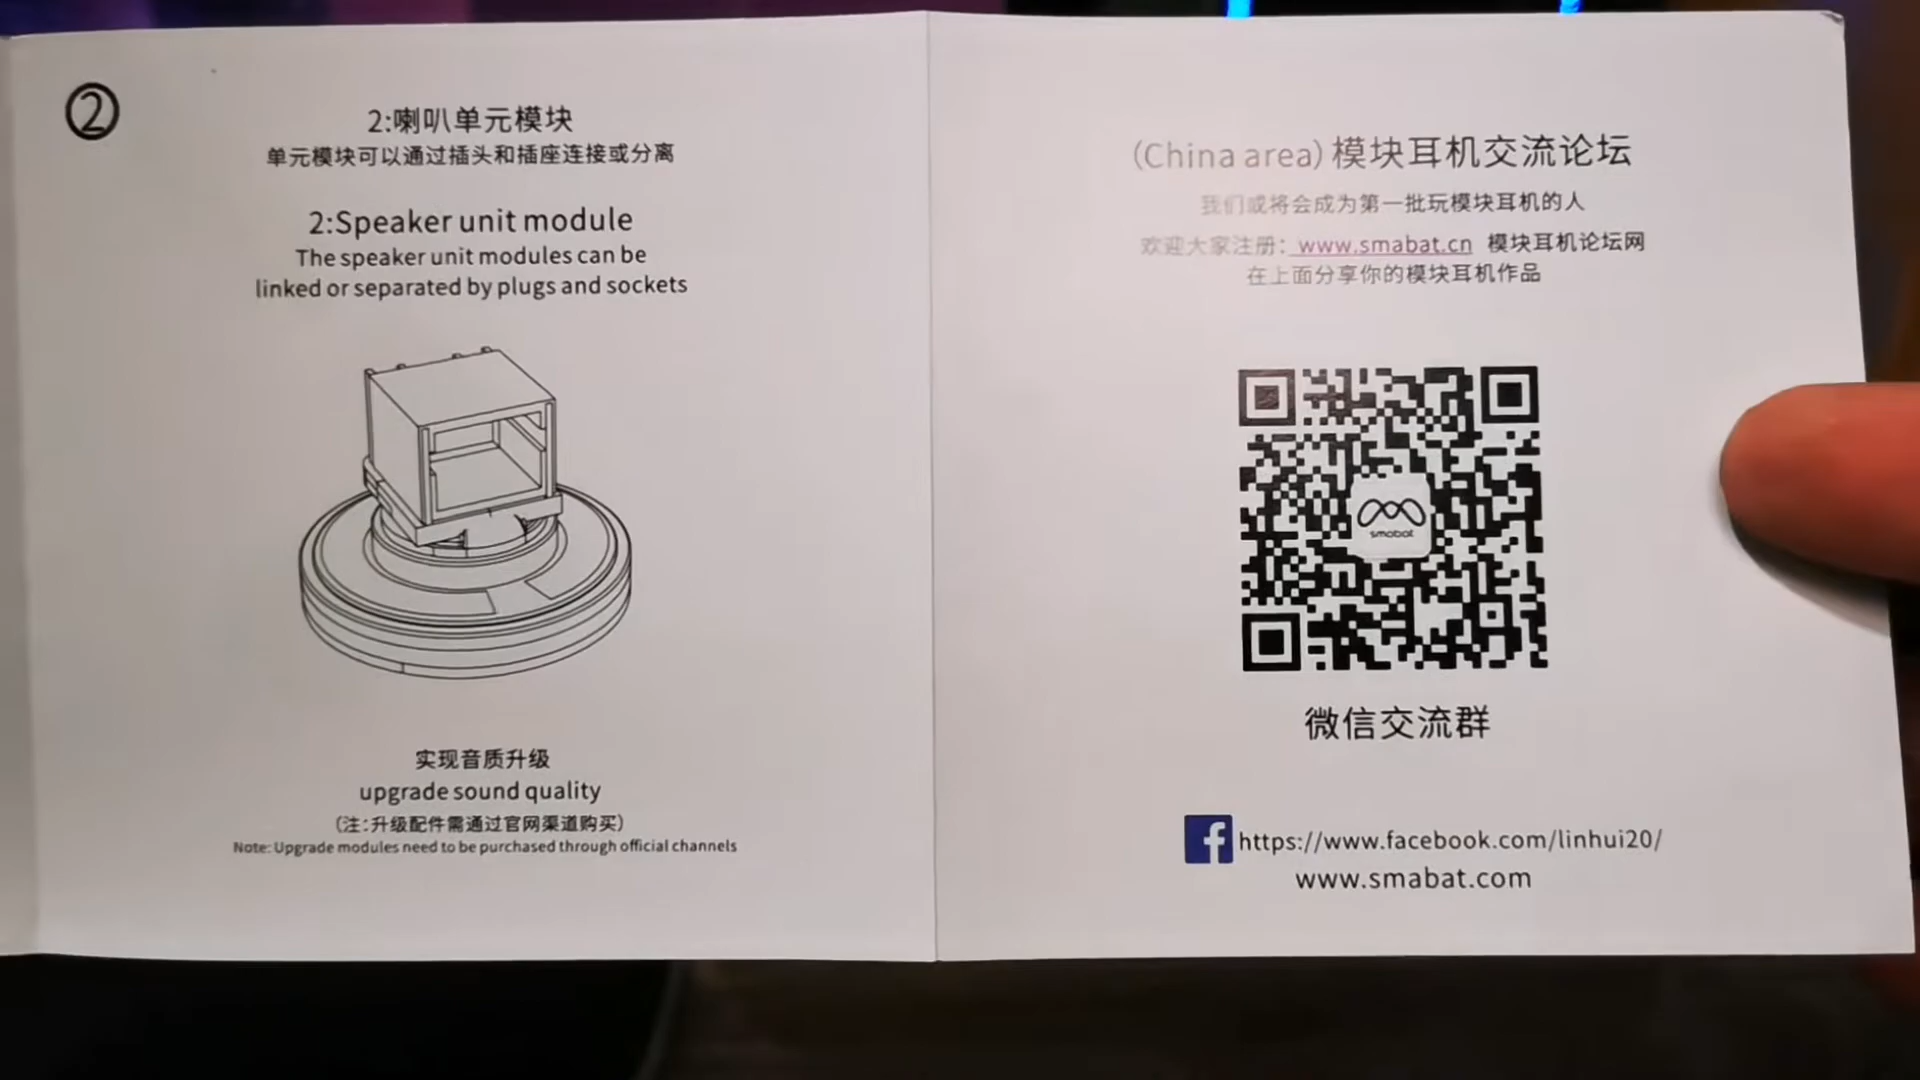 ②
2:喇叭单元模块
单元模块可以通过插头和插座连接或分离
2:Speaker unit module
The speaker unit modules can be
linked or separated by plugs and sockets
实现音质升级
upgrade sound quality
(注:升级配件需通过官网渠道购买)
Note: Upgrade modules need to be purchased through official channels
(China area)模块耳机交流论坛
我们或将会成为第一批玩模块耳机的人
欢迎大家注册: www.smabat.cn 模块耳机论坛网
在上面分享你的模块耳机作品
smabat
微信交流群
f https://www.facebook.com/linhui20/
www.smabat.com